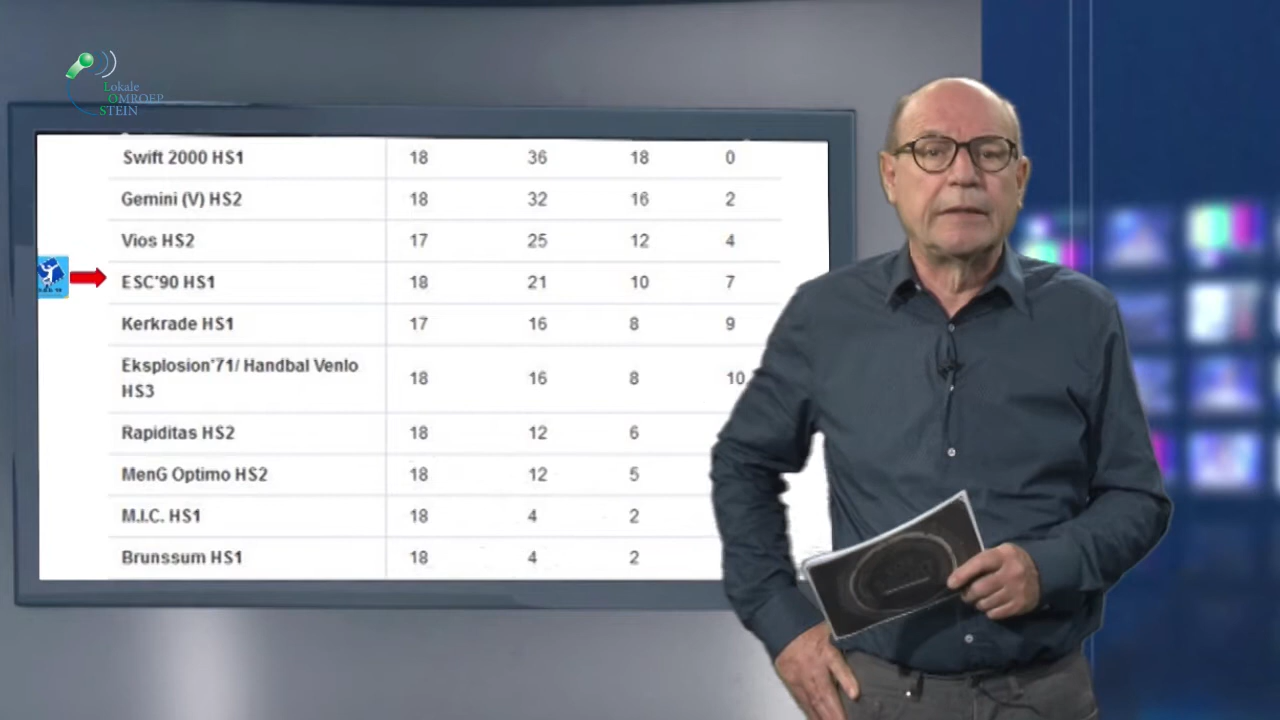 Lokale
OMROEP
STEIN
Swift 2000 HS1 18 36 18 0
Gemini (V) HS2 18 32 16 2
Vios HS2 17 25 12 4
ESC'90 HS1 18 21 10 7
Kerkrade HS1 17 16 8 9
Eksplosion'71/ Handbal Venlo
HS3 18 16 8 10
Rapiditas HS2 18 12 6
MenG Optimo HS2 18 12 5
M.I.C. HS1 18 4 2
Brunssum HS1 18 4 2